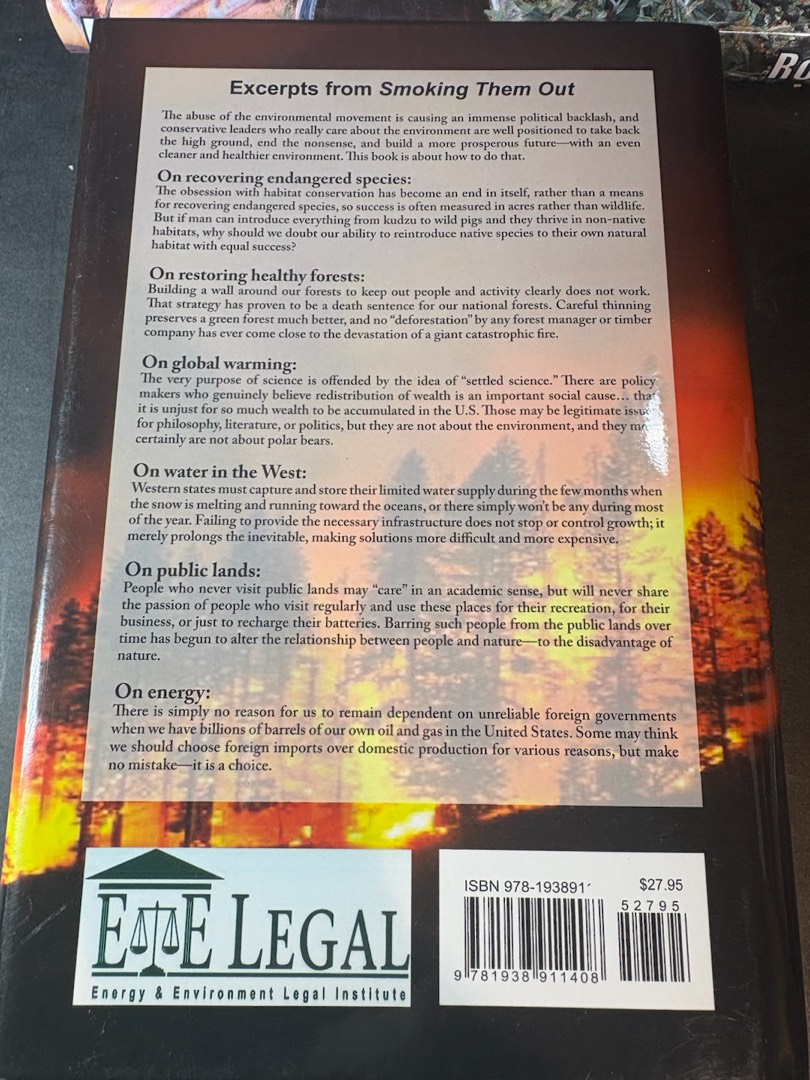 Ro
Excerpts from Smoking Them Out
The abuse of the environmental movement is causing an immense political backlash, and
conservative leaders who really care about the environment are well positioned to take back
the high ground, end the nonsense, and build a more prosperous future—with an even
cleaner and healthier environment. This book is about how to do that.
On recovering endangered species:
The obsession with habitat conservation has become an end in itself, rather than a means
for recovering endangered species, so success is often measured in acres rather than wildlife.
But if man can introduce everything from kudzu to wild pigs and they thrive in non-native
habitats, why should we doubt our ability to reintroduce native species to their own natural
habitat with equal success?
On restoring healthy forests:
Building a wall around our forests to keep out people and activity clearly does not work.
That strategy has proven to be a death sentence for our national forests. Careful thinning
preserves a green forest much better, and no “deforestation” by any forest manager or timber
company has ever come close to the devastation of a giant catastrophic fire.
On global warming:
The very purpose of science is offended by the idea of “settled science.” There are policy
makers who genuinely believe redistribution of wealth is an important social cause… that
it is unjust for so much wealth to be accumulated in the U.S. Those may be legitimate
for philosophy, literature, or politics, but they are not about the environment, and they
certainly are not about polar bears.
On water in the West:
Western states must capture and store their limited water supply during the few months when
the snow is melting and running toward the oceans, or there simply won’t be any during most
of the year. Failing to provide the necessary infrastructure does not stop or control growth; it
merely prolongs the inevitable, making solutions more difficult and more expensive.
On public lands:
People who never visit public lands may “care” in an academic sense, but will never share
the passion of people who visit regularly and use these places for their recreation, for their
business, or just to recharge their batteries. Barring such people from the public lands over
time has begun to alter the relationship between people and nature—to the disadvantage of
nature.
On energy:
There is simply no reason for us to remain dependent on unreliable foreign governments
when we have billions of barrels of our own oil and gas in the United States. Some may think
we should choose foreign imports over domestic production for various reasons, but make
no mistake—it is a choice.
E&E LEGAL
Energy & Environment Legal Institute
ISBN 978-193891
$27.95
52795
9 781938 911408